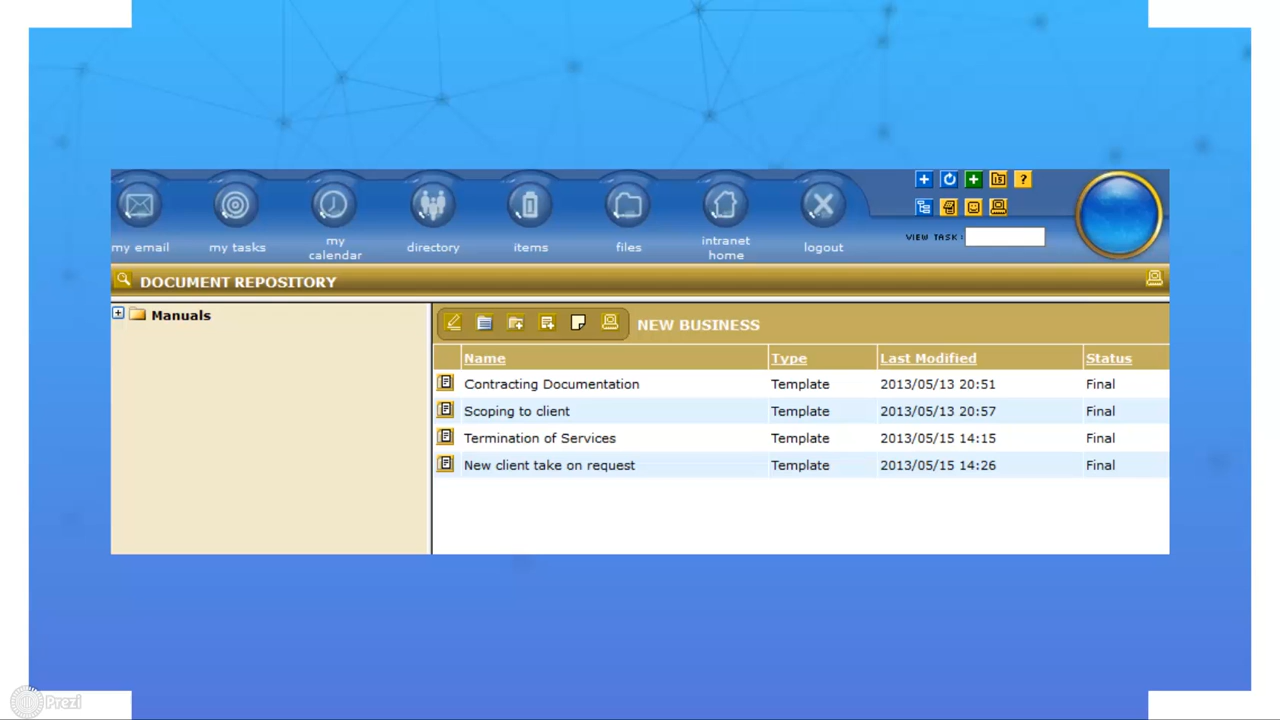 my email
my tasks
my calendar
directory
items
files
intranet home
logout
VIEW TASK:
DOCUMENT REPOSITORY
Manuals
NEW BUSINESS
Name Type Last Modified Status
Contracting Documentation Template 2013/05/13 20:51 Final
Scoping to client Template 2013/05/13 20:57 Final
Termination of Services Template 2013/05/15 14:15 Final
New client take on request Template 2013/05/15 14:26 Final
Prezi